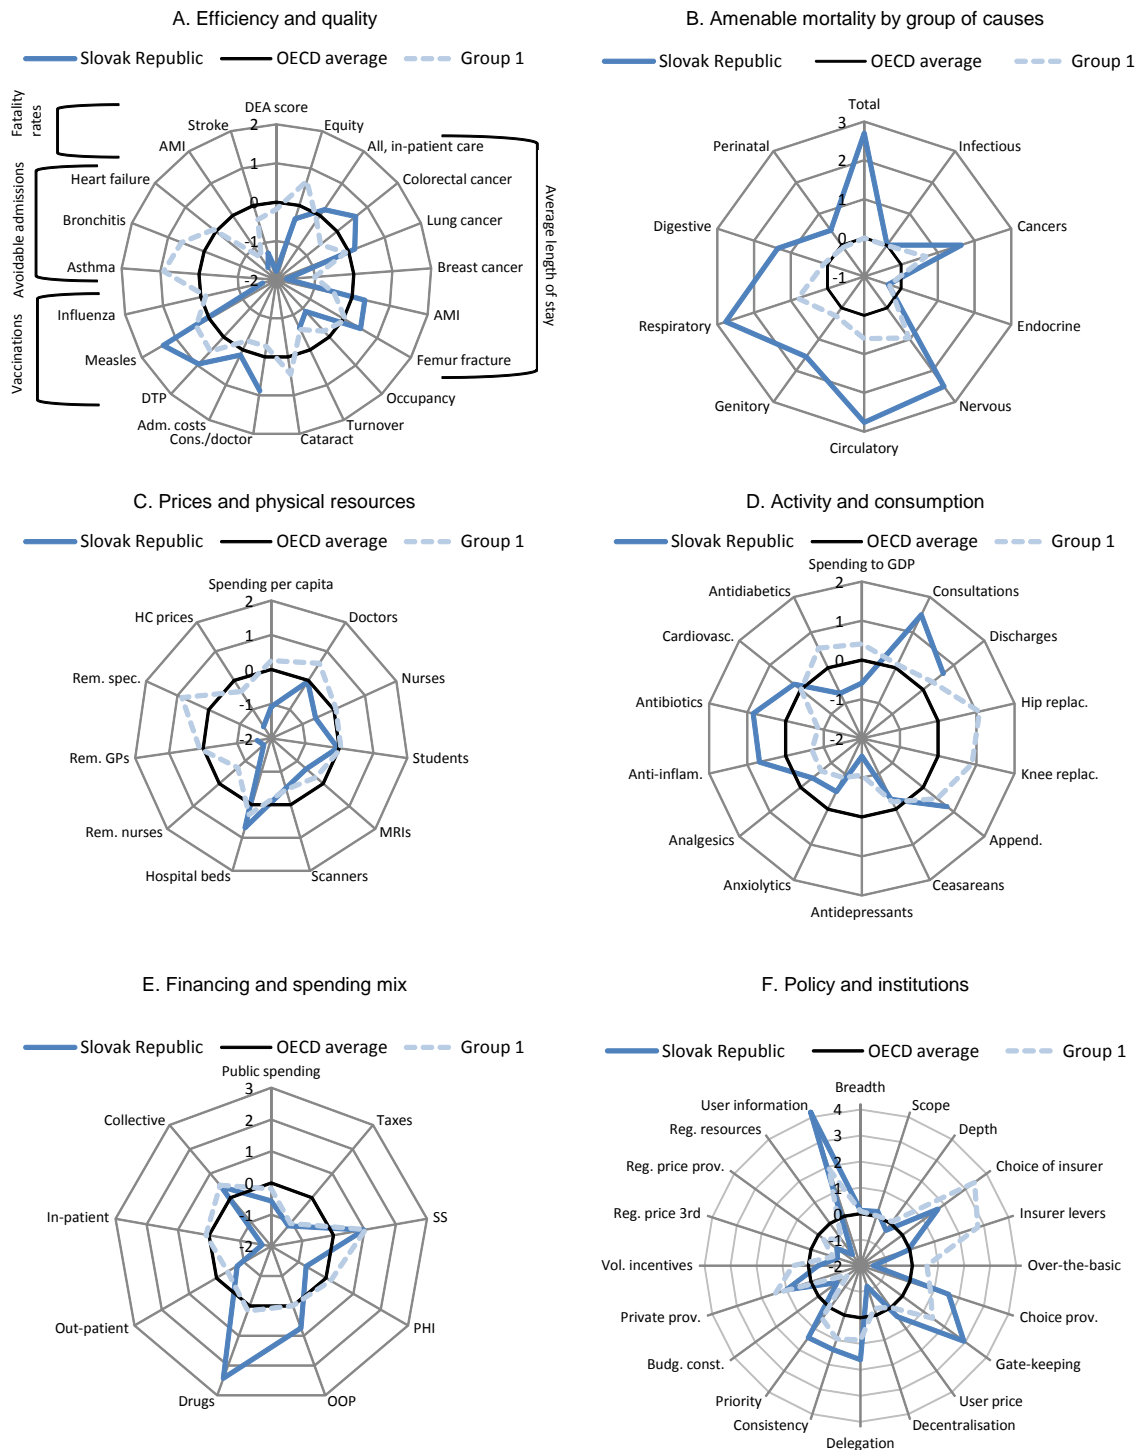 A. Efficiency and quality
Slovak Republic
OECD average
Group 1
Fatality
rates
Avoidable admissions
Vaccinations
Average length of stay
DEA score
Equity
All, in-patient care
Colorectal cancer
Lung cancer
Breast cancer
AMI
Femur fracture
Occupancy
Turnover
Cataract
Cons./doctor
Adm. costs
DTP
Measles
Influenza
Asthma
Bronchitis
Heart failure
AMI
Stroke
2
1
0
-1
-2
B. Amenable mortality by group of causes
Slovak Republic
OECD average
Group 1
Total
Infectious
Cancers
Endocrine
Nervous
Circulatory
Genitory
Respiratory
Digestive
Perinatal
3
2
1
0
-1
C. Prices and physical resources
Slovak Republic
OECD average
Group 1
Spending per capita
Doctors
Nurses
Students
MRIs
Scanners
Hospital beds
Rem. nurses
Rem. GPs
Rem. spec.
HC prices
2
1
0
-1
-2
D. Activity and consumption
Slovak Republic
OECD average
Group 1
Spending to GDP
Consultations
Discharges
Hip replac.
Knee replac.
Append.
Ceasareans
Antidepressants
Anxiolytics
Analgesics
Anti-inflam.
Antibiotics
Cardiovasc.
Antidiabetics
2
1
0
-1
-2
E. Financing and spending mix
Slovak Republic
OECD average
Group 1
Public spending
Taxes
SS
PHI
OOP
Drugs
Out-patient
In-patient
Collective
3
2
1
0
-1
-2
F. Policy and institutions
Slovak Republic
OECD average
Group 1
Breadth
Scope
Depth
Choice of insurer
Insurer levers
Over-the-basic
Choice prov.
Gate-keeping
User price
Decentralisation
Delegation
Consistency
Priority
Budg. const.
Private prov.
Vol. incentives
Reg. price 3rd
Reg. price prov.
Reg. resources
User information
4
3
2
1
0
-1
-2